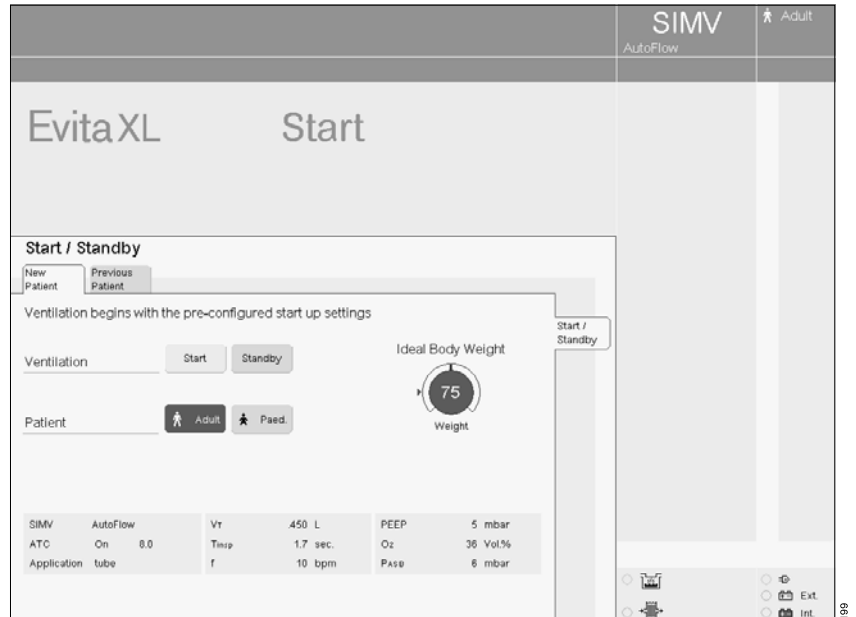 SIMV
AutoFlow
Adult
Evita XL Start
Start / Standby
New Patient
Previous Patient
Ventilation begins with the pre-configured start up settings
Start / Standby
Ventilation Start Standby
Ideal Body Weight
75
Weight
Patient Adult Paed.
SIMV AutoFlow VT .450 L PEEP 5 mbar
ATC On 8.0 Tinsp 1.7 sec. O2 36 Vol.%
Application tube f 10 bpm PASB 6 mbar
Ext.
Int.
199